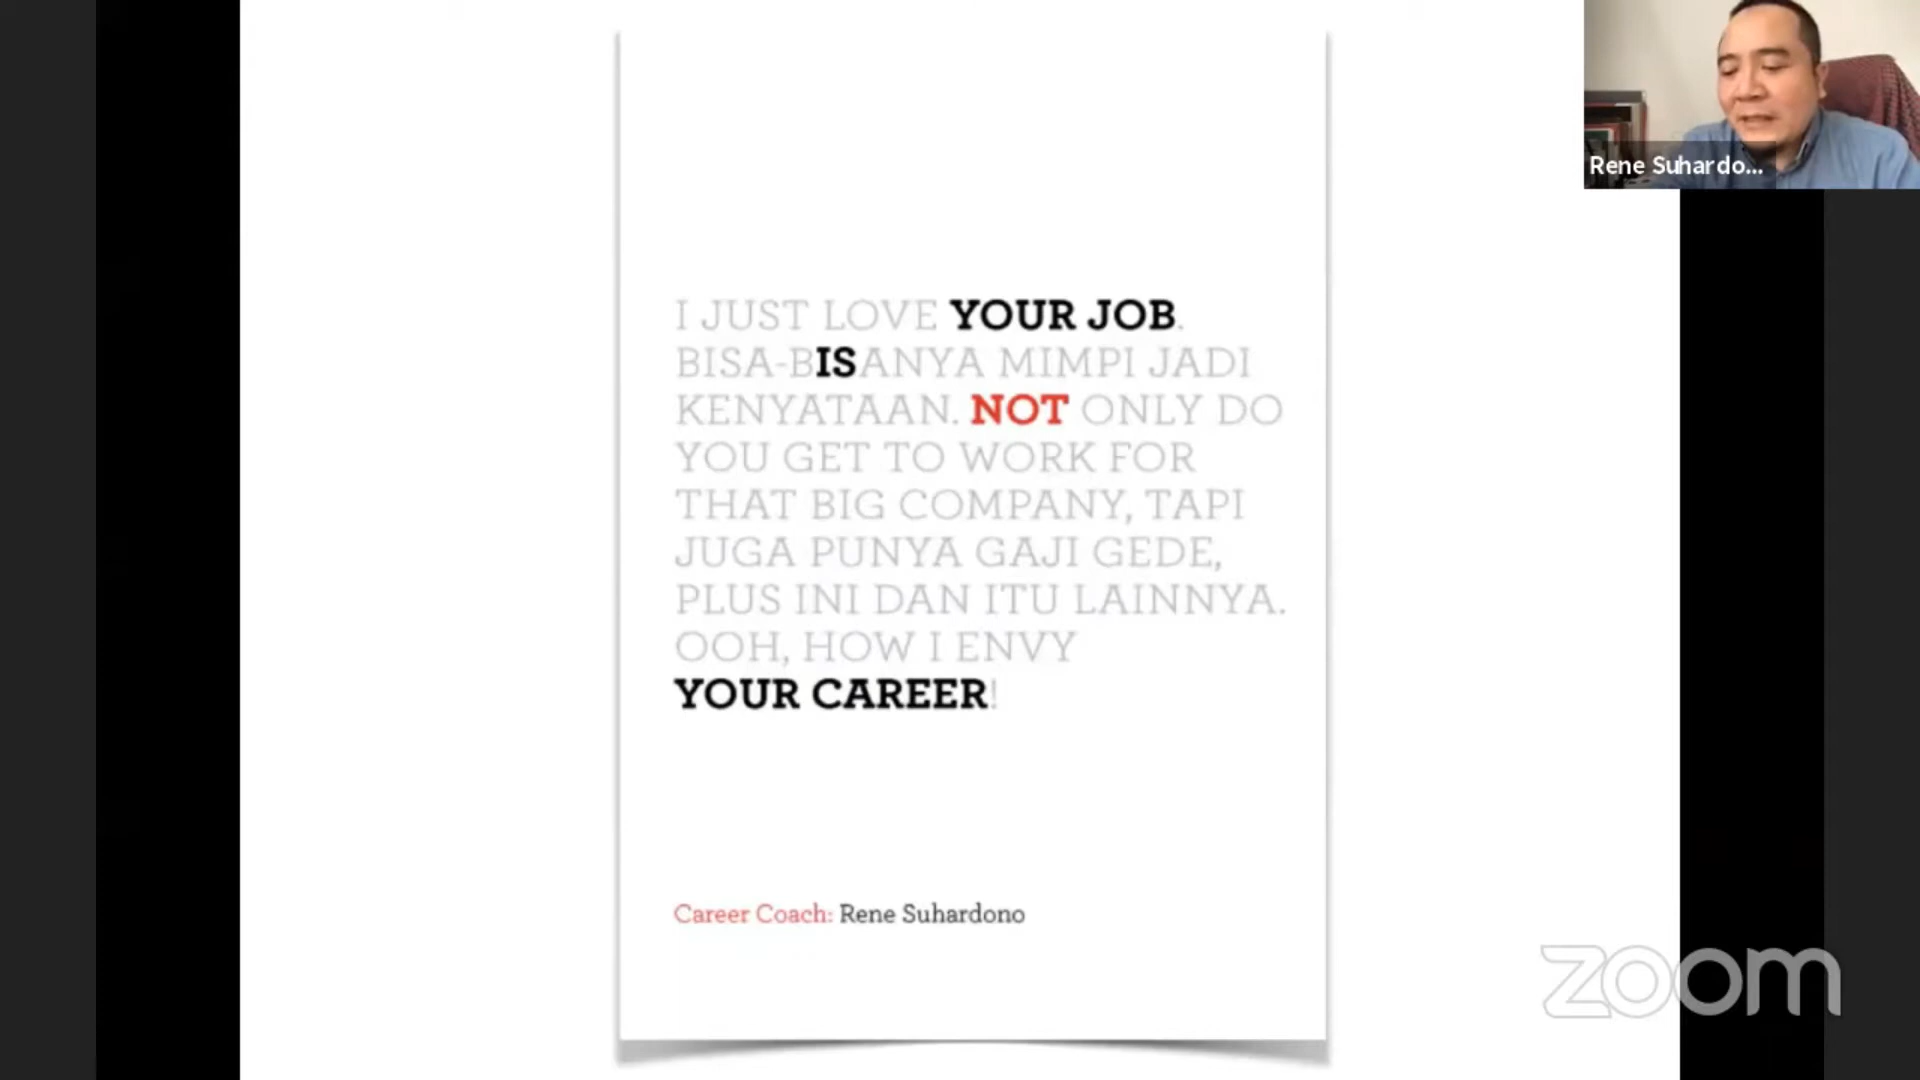 Rene Suhardo...
I JUST LOVE YOUR JOB.
BISA-BISANYA MIMPI JADI
KENYATAAN. NOT ONLY DO
YOU GET TO WORK FOR
THAT BIG COMPANY, TAPI
JUGA PUNYA GAJI GEDE,
PLUS INI DAN ITU LAINNYA.
OOH, HOW I ENVY
YOUR CAREER!
Career Coach: Rene Suhardono
zoom